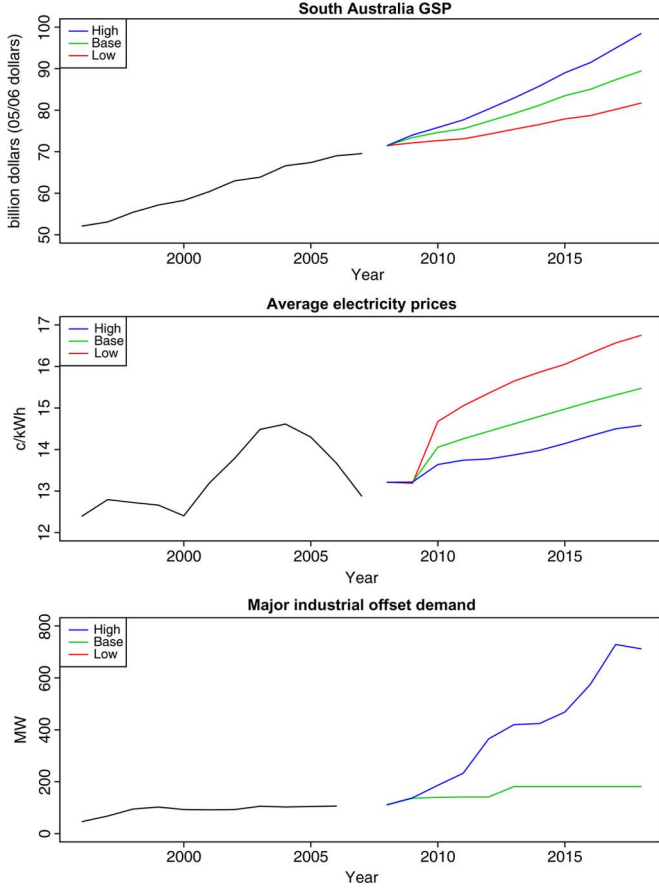 South Australia GSP
billion dollars (05/06 dollars)
100
90
80
70
60
50
High
Base
Low
2000 2005 2010 2015
Year
Average electricity prices
c/kWh
17
16
15
14
13
12
High
Base
Low
2000 2005 2010 2015
Year
Major industrial offset demand
MW
800
600
400
200
0
High
Base
Low
2000 2005 2010 2015
Year